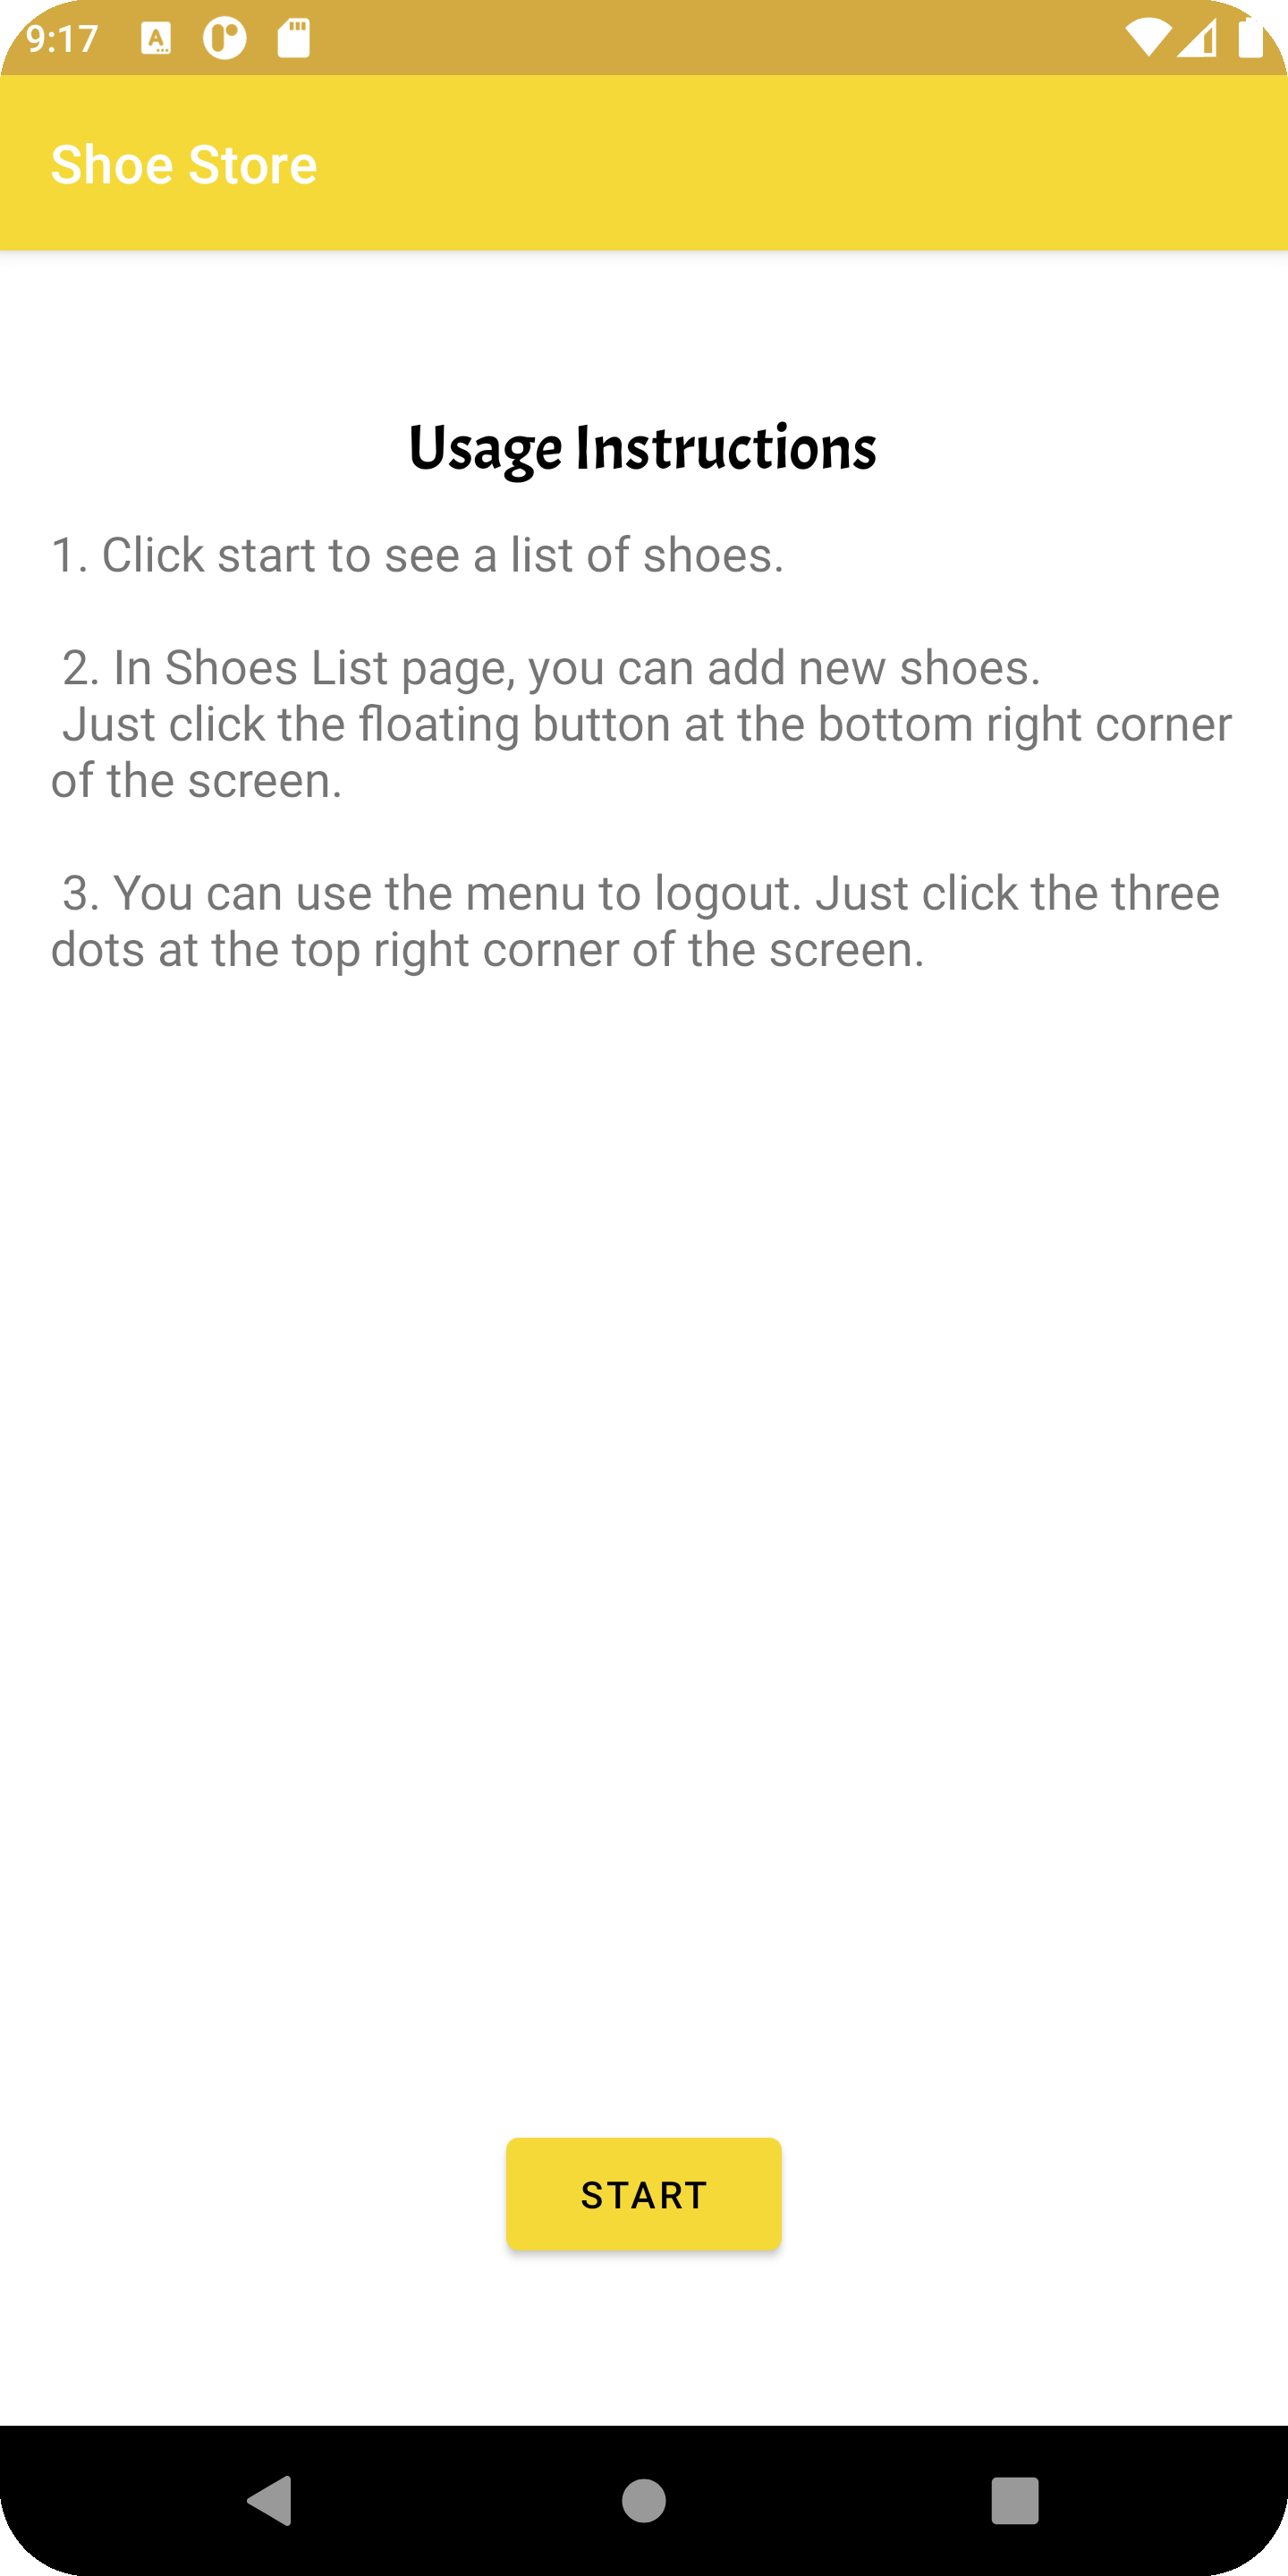 9:17
Shoe Store
Usage Instructions
1. Click start to see a list of shoes.
2. In Shoes List page, you can add new shoes.
Just click the floating button at the bottom right corner
of the screen.
3. You can use the menu to logout. Just click the three
dots at the top right corner of the screen.
START